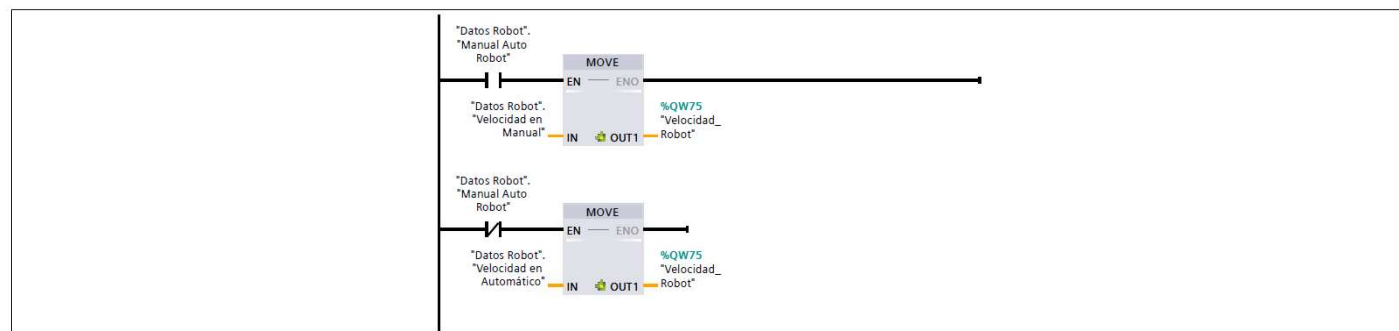 "Datos Robot".
"Manual Auto
Robot"
MOVE
EN ENO
"Datos Robot".
"Velocidad en
Manual"
IN OUT1
%QW75
"Velocidad_
Robot"
"Datos Robot".
"Manual Auto
Robot"
MOVE
EN ENO
"Datos Robot".
"Velocidad en
Automático"
IN OUT1
%QW75
"Velocidad_
Robot"